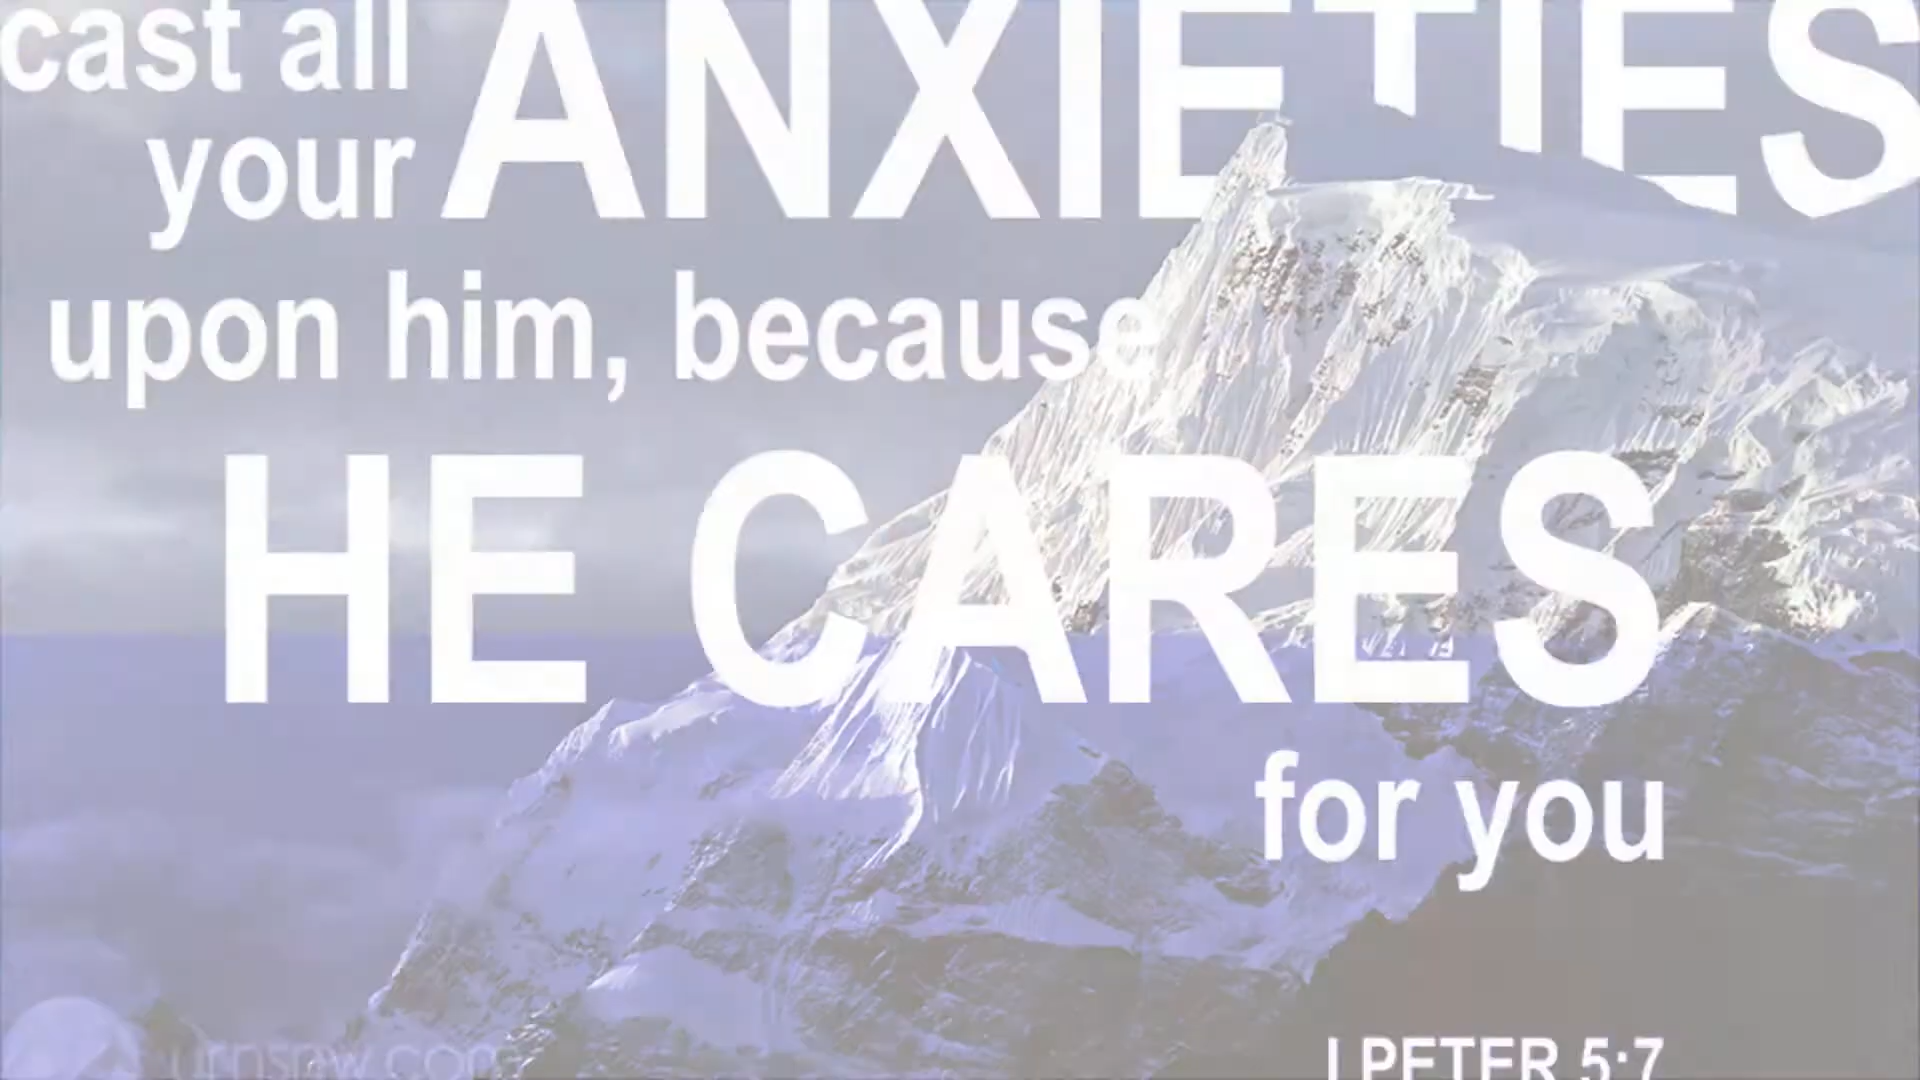 cast all
your ANXIETIES
upon him, because
HE CARES
for you
I PETER 5:7